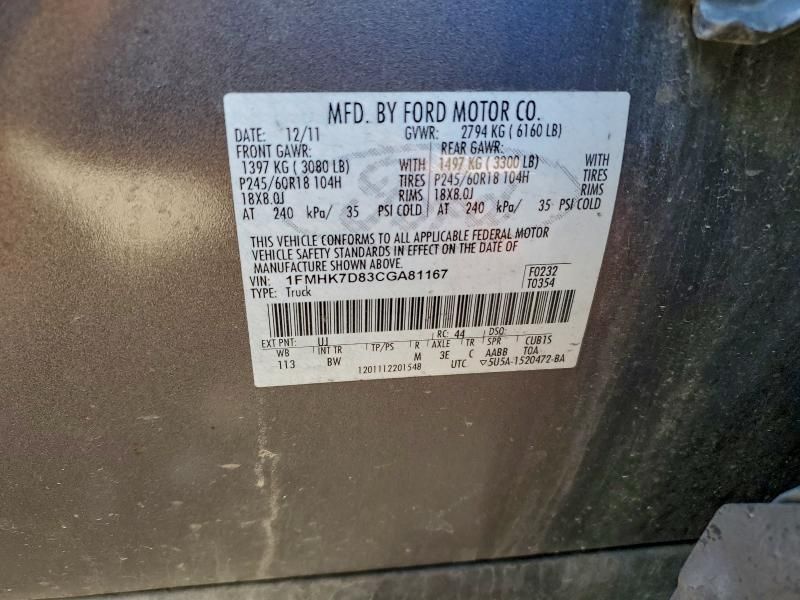 MFD. BY FORD MOTOR CO.
DATE: 12/11 GVWR: 2794 KG ( 6160 LB)
FRONT GAWR: REAR GAWR:
1397 KG ( 3080 LB) WITH 1497 KG ( 3300 LB) WITH
P245/60R18 104H TIRES P245/60R18 104H TIRES
18X8.0J RIMS 18X8.0J RIMS
AT 240 kPa/ 35 PSI COLD AT 240 kPa/ 35 PSI COLD
THIS VEHICLE CONFORMS TO ALL APPLICABLE FEDERAL MOTOR
VEHICLE SAFETY STANDARDS IN EFFECT ON THE DATE OF
MANUFACTURE SHOWN ABOVE.
VIN: 1FMHK7D83CGA81167 F0232
TYPE: Truck T0354
EXT PNT: UJ RC: 44 DSO:
WB INT TR TP/PS R AXLE TR SPR CUB1S
113 BW M 3E C AABB TOA
1201112201548 UTC ▽5U5A-1520472-BA